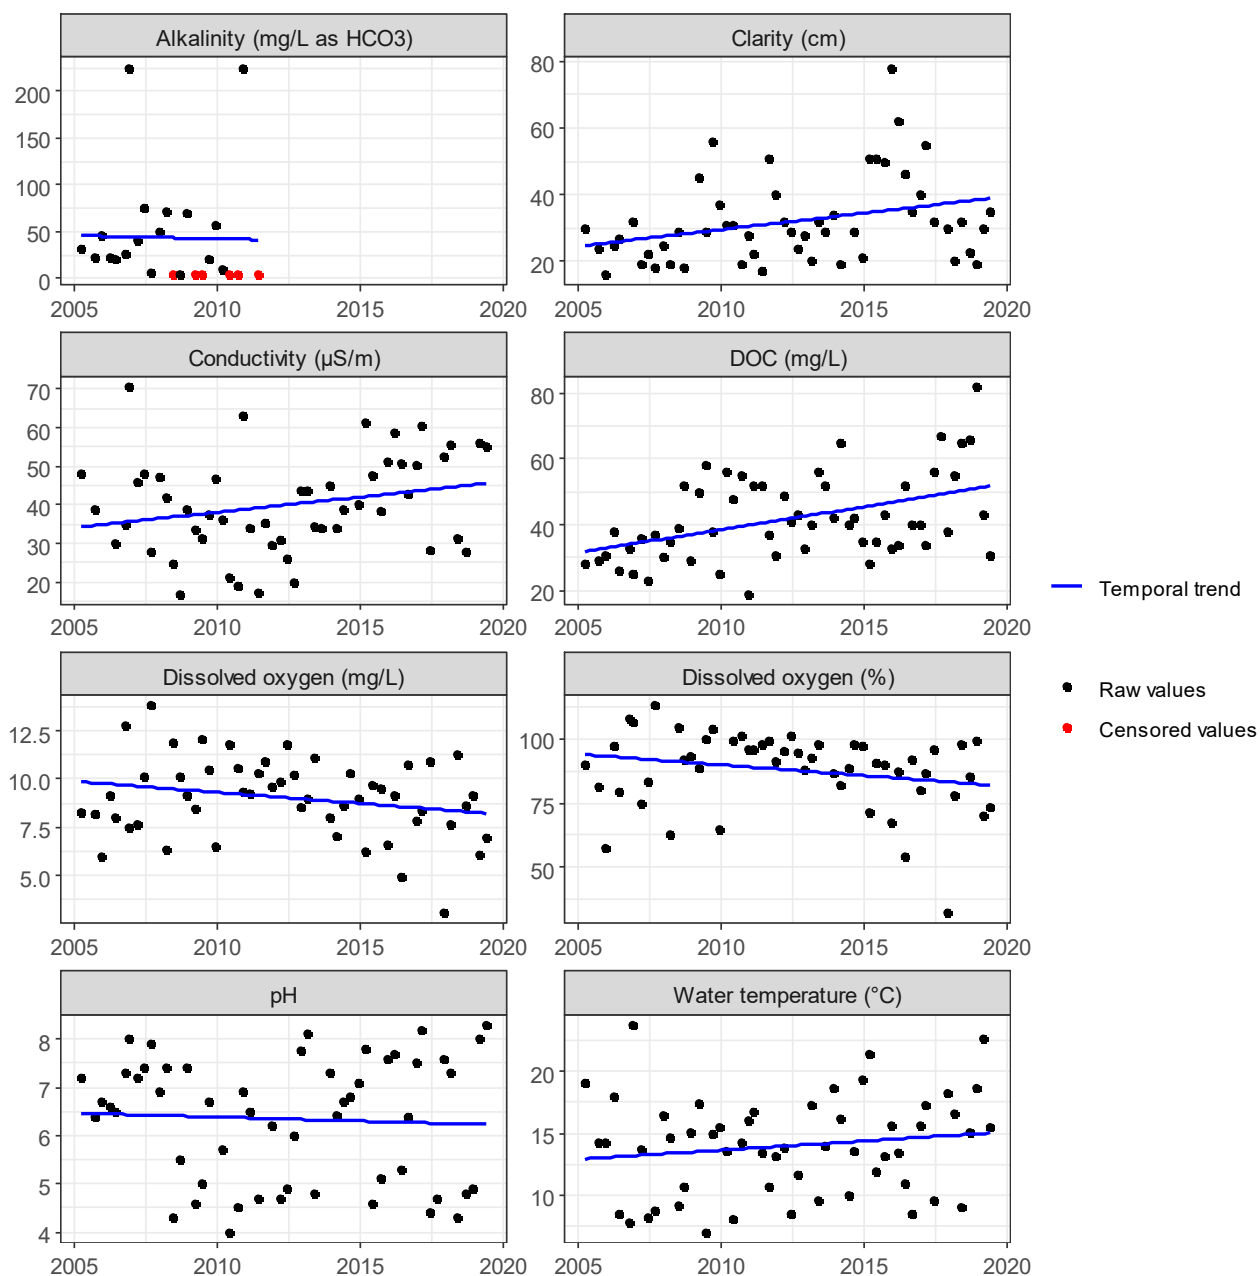 Alkalinity (mg/L as HCO3)
Clarity (cm)
200
150
100
50
0
2005 2010 2015 2020
80
60
40
20
2005 2010 2015 2020
Conductivity (µS/m)
DOC (mg/L)
70
60
50
40
30
20
2005 2010 2015 2020
80
60
40
20
2005 2010 2015 2020
Temporal trend
Raw values
Censored values
Dissolved oxygen (mg/L)
Dissolved oxygen (%)
12.5
10.0
7.5
5.0
2005 2010 2015 2020
100
75
50
2005 2010 2015 2020
pH
Water temperature (°C)
8
7
6
5
4
2005 2010 2015 2020
20
15
10
2005 2010 2015 2020